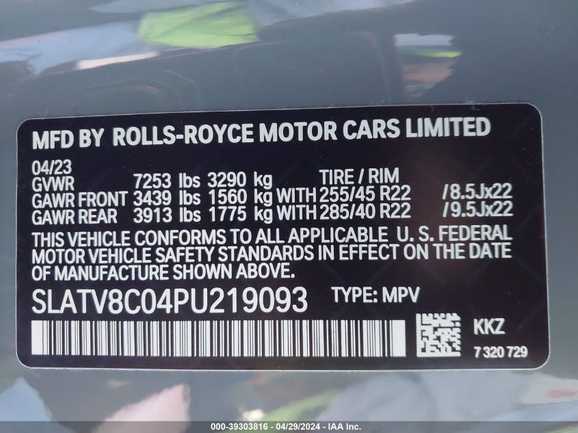 MFD BY ROLLS-ROYCE MOTOR CARS LIMITED
04/23
GVWR 7253 lbs 3290 kg TIRE / RIM
GAWR FRONT 3439 lbs 1560 kg WITH 255/45 R22 /8.5Jx22
GAWR REAR 3913 lbs 1775 kg WITH 285/40 R22 /9.5Jx22
THIS VEHICLE CONFORMS TO ALL APPLICABLE U. S. FEDERAL
MOTOR VEHICLE SAFETY STANDARDS IN EFFECT ON THE DATE OF
MANUFACTURE SHOWN ABOVE.
SLATV8C04PU219093 TYPE: MPV
KKZ
7 320 729
000-39303816 - 04/29/2024 - IAA Inc.